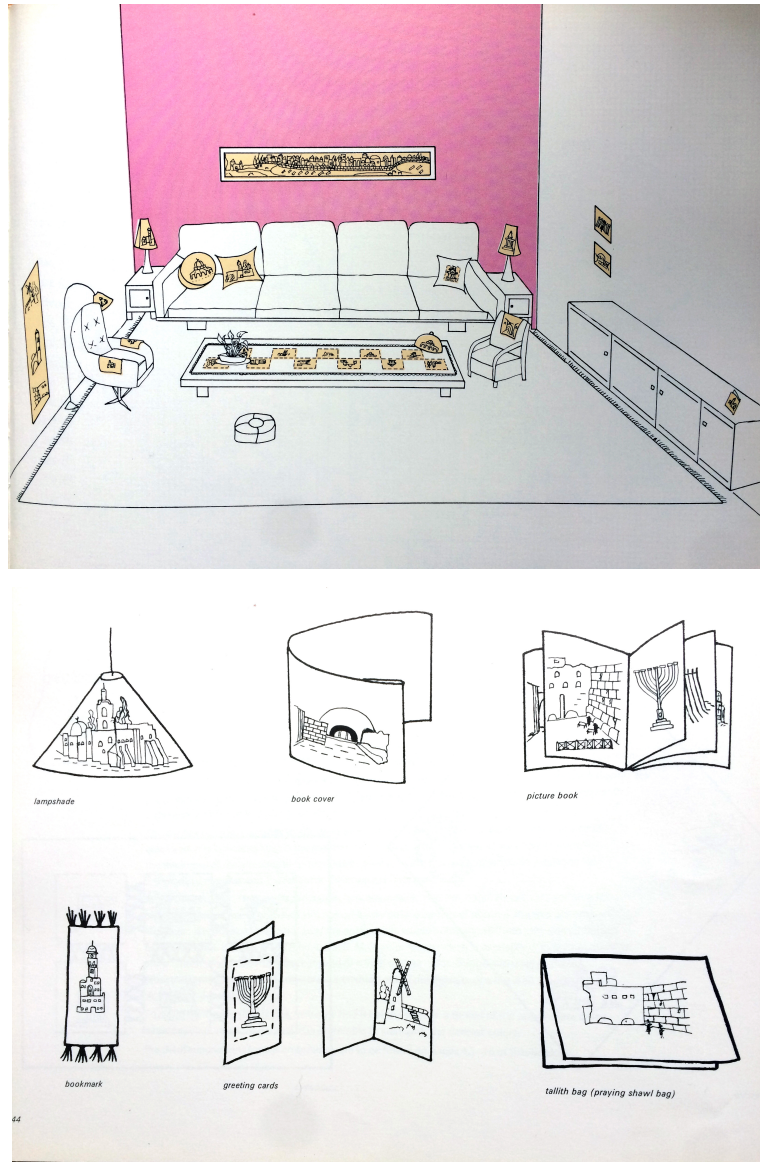 lampshade
book cover
picture book
bookmark
greeting cards
tallith bag (praying shawl bag)
44